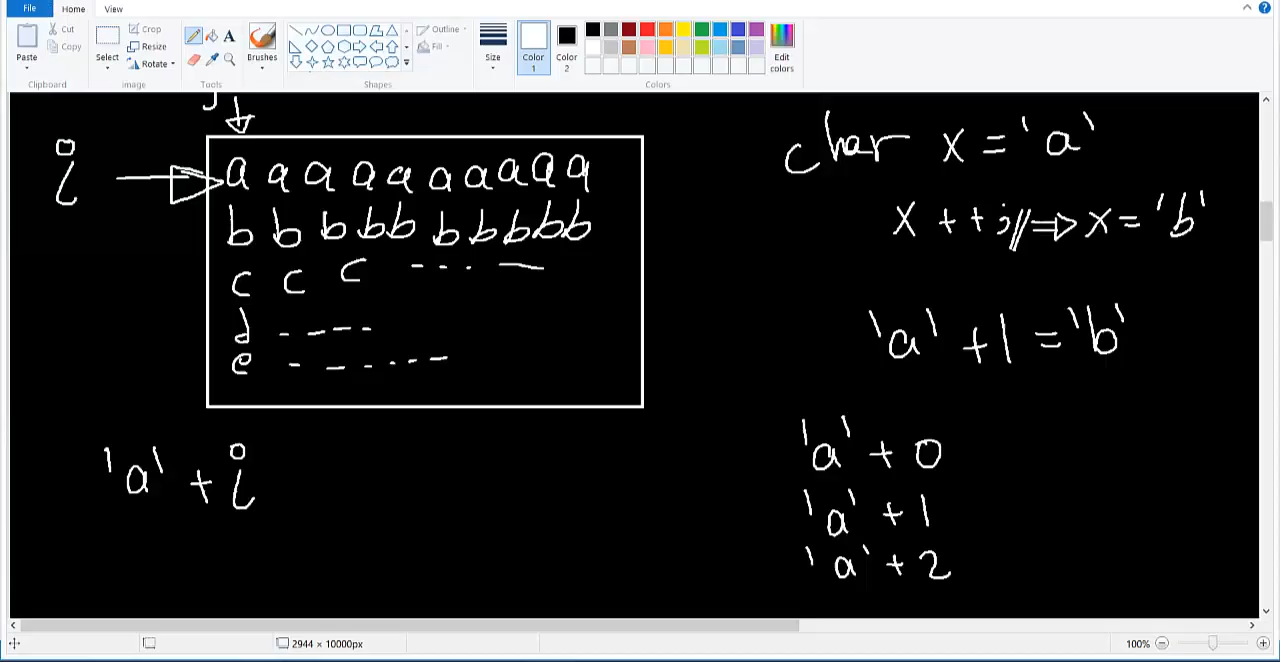 File Home View
Paste
Cut
Copy
Clipboard
Select
Crop
Resize
Rotate
Image
A
Tools
Brushes
Shapes
Outline
Fill
Size
Color 1
Color 2
Edit colors
Colors
j
i
a a a a a a a a a a
b b b b b b b b b b
c c c - - - —
d - - - -
e - - - - - -
'a' + i
char x = 'a'
x + + ; // ⇒ x = 'b'
'a' + 1 = 'b'
'a' + 0
'a' + 1
'a' + 2
2944 × 10000px
100%